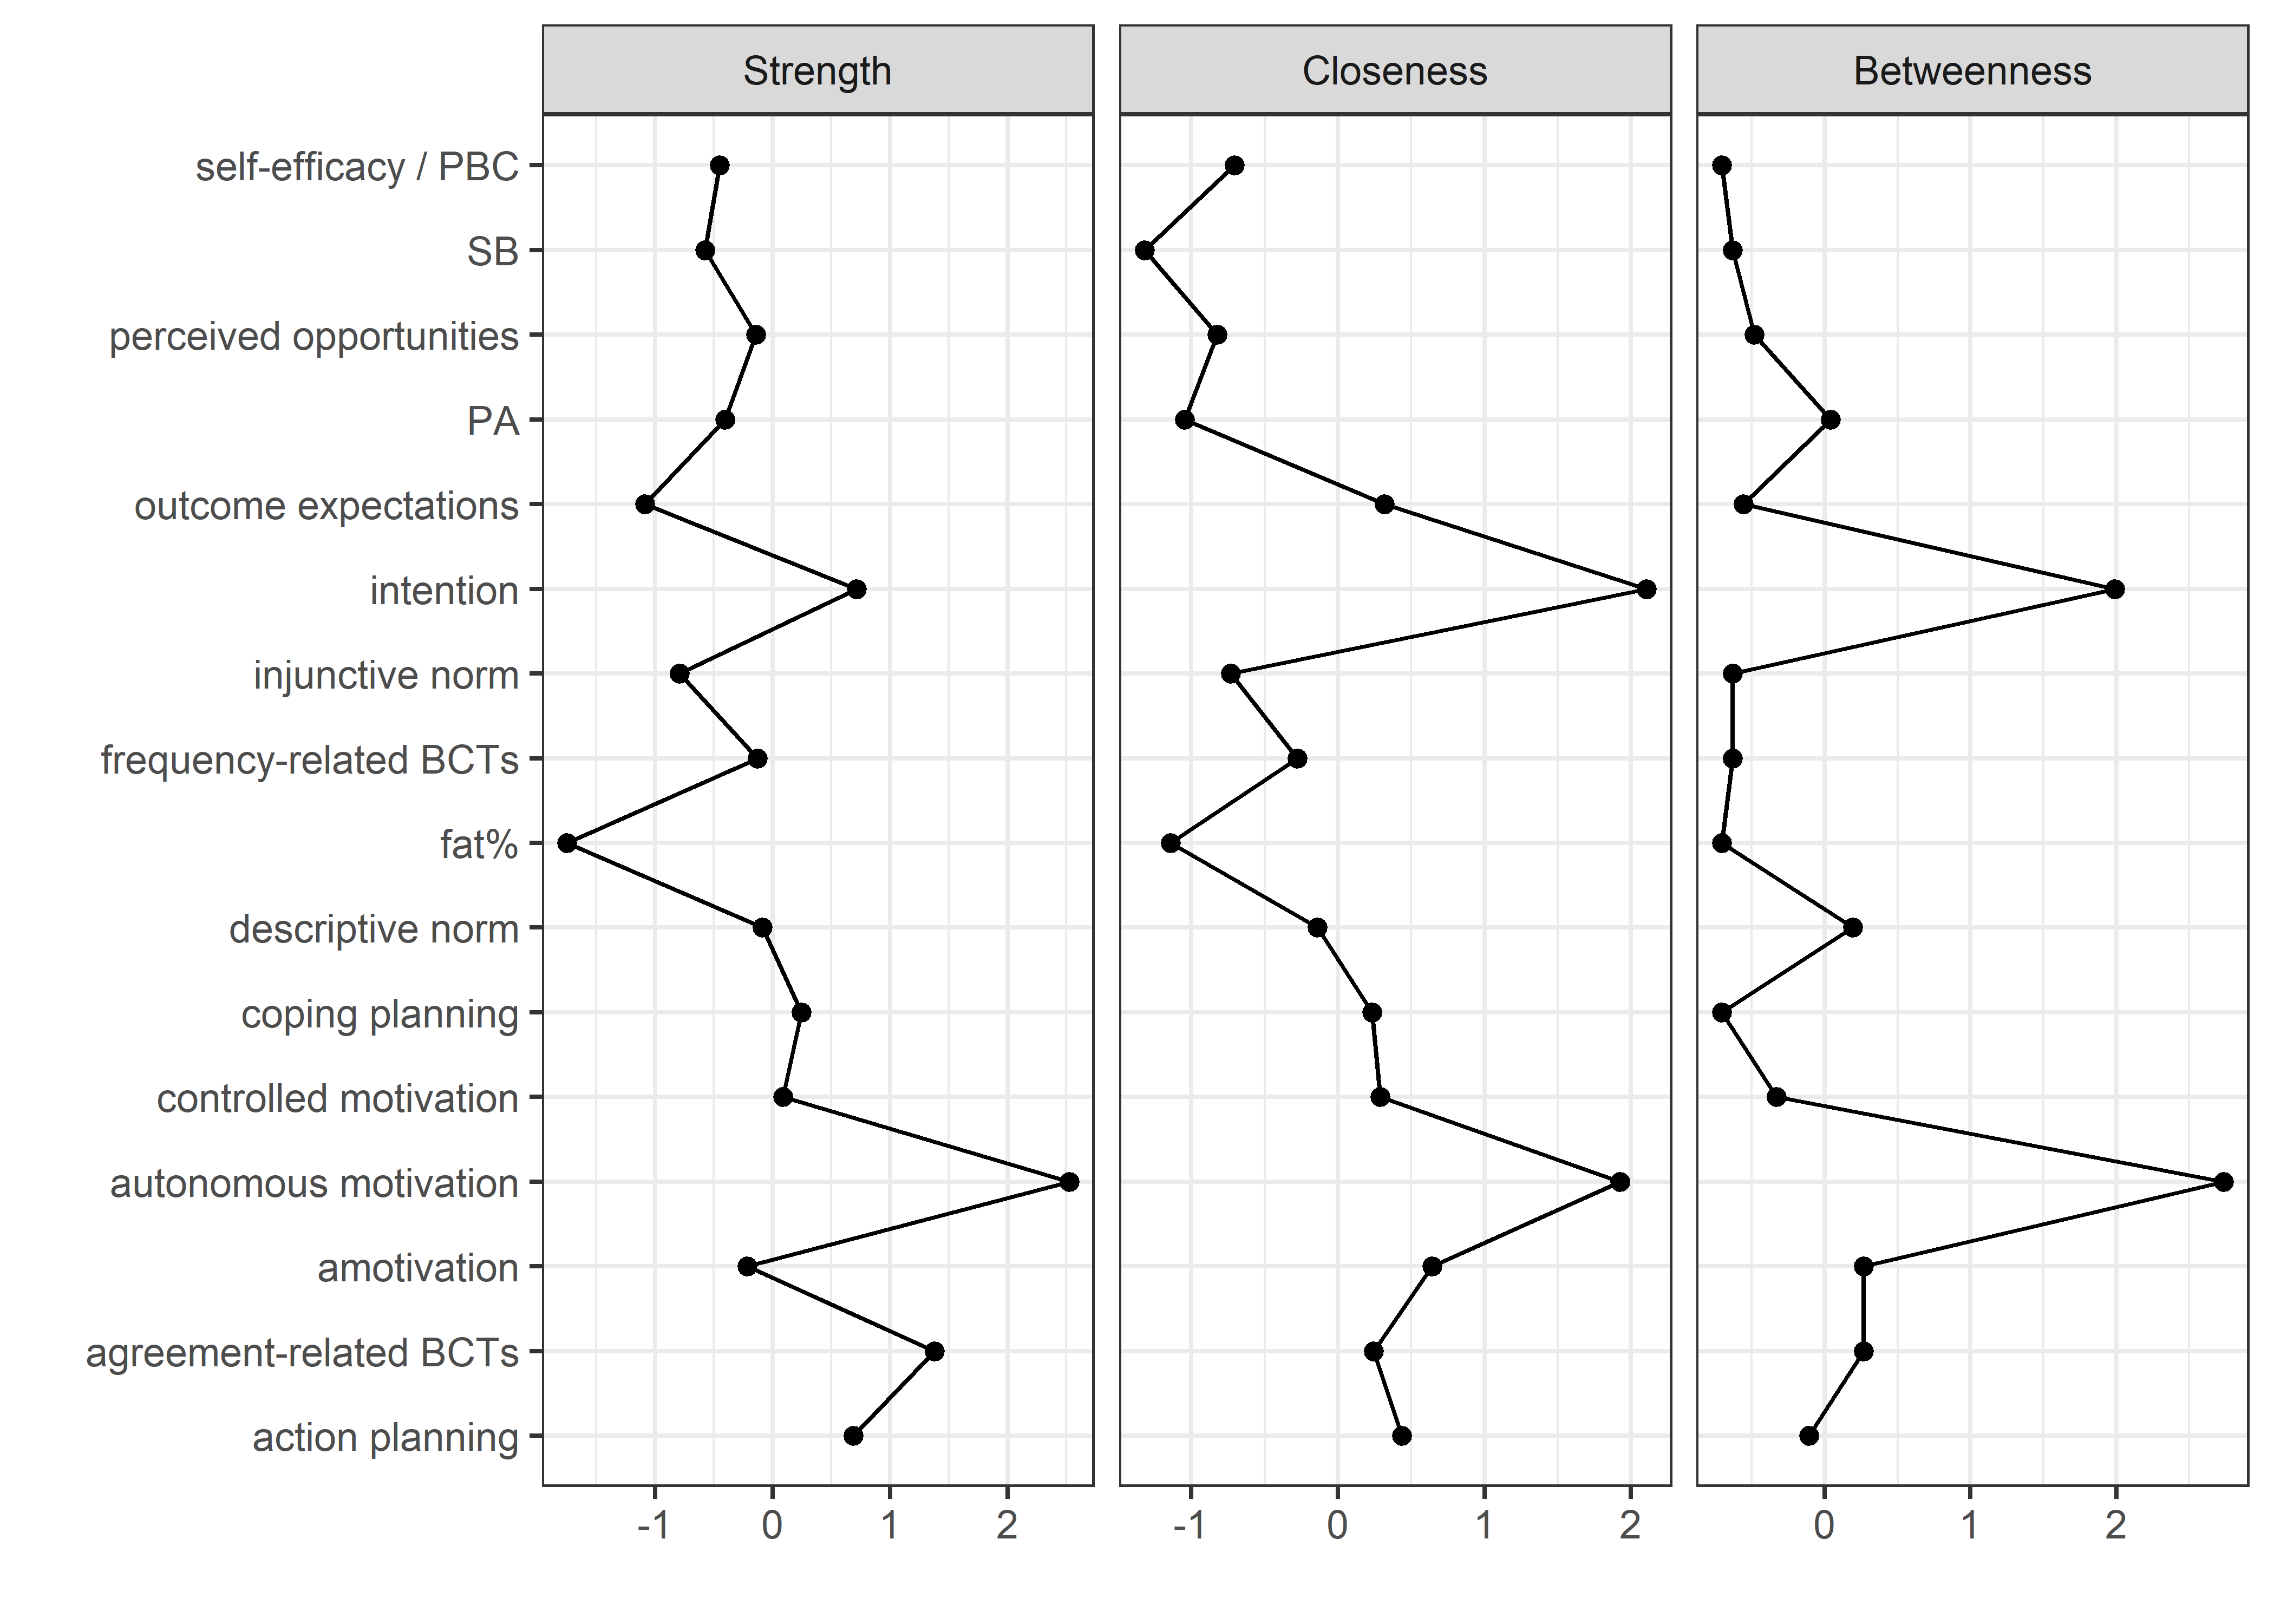 Strength Closeness Betweenness
self-efficacy / PBC
SB
perceived opportunities
PA
outcome expectations
intention
injunctive norm
frequency-related BCTs
fat%
descriptive norm
coping planning
controlled motivation
autonomous motivation
amotivation
agreement-related BCTs
action planning
-1 0 1 2 -1 0 1 2 0 1 2